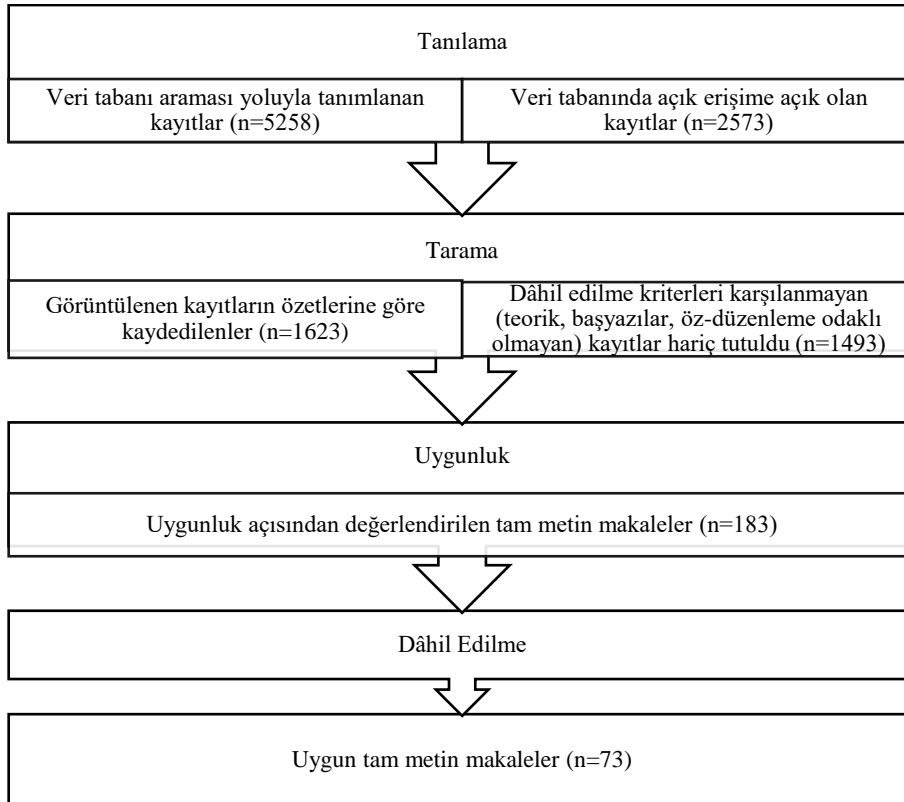 Tanılama
Veri tabanı araması yoluyla tanımlanan
kayıtlar (n=5258)
Veri tabanında açık erişime açık olan
kayıtlar (n=2573)
Tarama
Görüntülenen kayıtların özetlerine göre
kaydedilenler (n=1623)
Dâhil edilme kriterleri karşılanmayan
(teorik, başyazılar, öz-düzenleme odaklı
olmayan) kayıtlar hariç tutuldu (n=1493)
Uygunluk
Uygunluk açısından değerlendirilen tam metin makaleler (n=183)
Dâhil Edilme
Uygun tam metin makaleler (n=73)